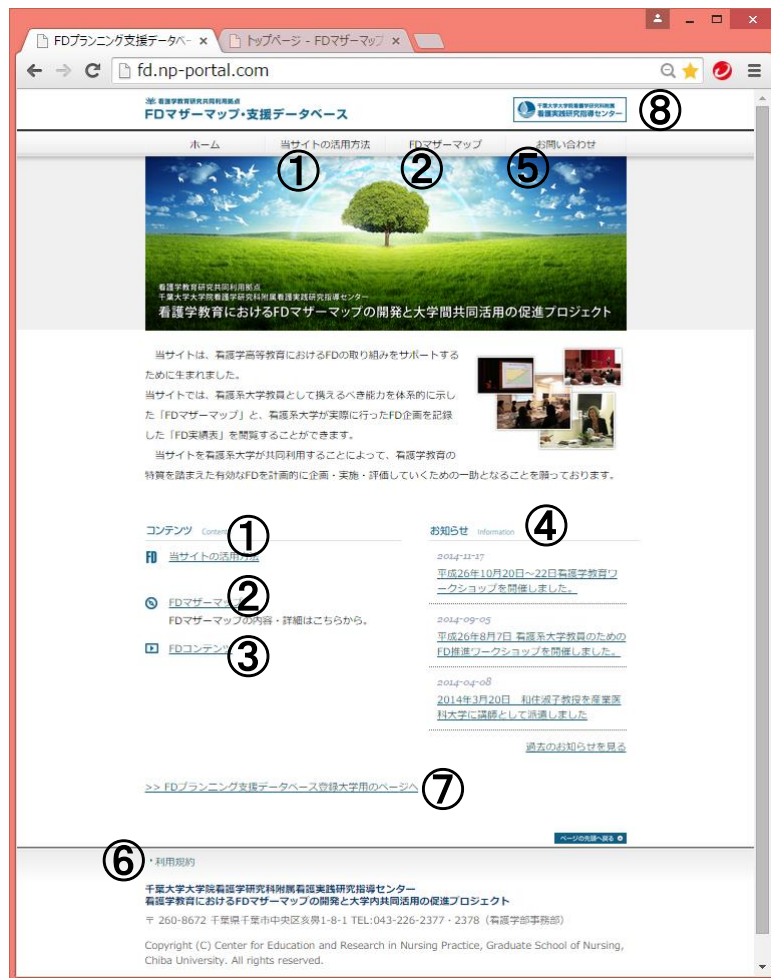 FDプランニング支援データベー
トップページ - FDマザーマップ
fd.np-portal.com
看護学教育研究共同利用拠点
FDマザーマップ・支援データベース
千葉大学大学院看護学研究科附属
看護実践研究指導センター
⑧
ホーム 当サイトの活用方法 FDマザーマップ お問い合わせ
① ② ⑤
看護学教育研究共同利用拠点
千葉大学大学院看護学研究科附属看護実践研究指導センター
看護学教育におけるFDマザーマップの開発と大学間共同活用の促進プロジェクト
当サイトは、看護学高等教育におけるFDの取り組みをサポートする
ために生まれました。
当サイトでは、看護系大学教員として携えるべき能力を体系的に示し
た「FDマザーマップ」と、看護系大学が実際に行ったFD企画を記録
した「FD実績表」を閲覧することができます。
当サイトを看護系大学が共同利用することによって、看護学教育の
特質を踏まえた有効なFDを計画的に企画・実施・評価していくための一助となることを願っております。
コンテンツ Content
①
FD 当サイトの活用方法
②
FDマザーマップ
FDマザーマップの内容・詳細はこちらから。
FDコンテンツ
③
お知らせ Information
④
2014-11-17
平成26年10月20日～22日看護学教育ワ
ークショップを開催しました。
2014-09-05
平成26年8月7日 看護系大学教員のための
FD推進ワークショップを開催しました。
2014-04-08
2014年3月20日 和住淑子教授を産業医
科大学に講師として派遣しました
過去のお知らせを見る
>> FDプランニング支援データベース登録大学用のページへ
⑦
ページの先頭へ戻る
⑥
利用規約
千葉大学大学院看護学研究科附属看護実践研究指導センター
看護学教育におけるFDマザーマップの開発と大学内共同活用の促進プロジェクト
〒 260-8672 千葉県千葉市中央区亥鼻1-8-1 TEL:043-226-2377・2378（看護学部事務部）
Copyright (C) Center for Education and Research in Nursing Practice, Graduate School of Nursing,
Chiba University. All rights reserved.